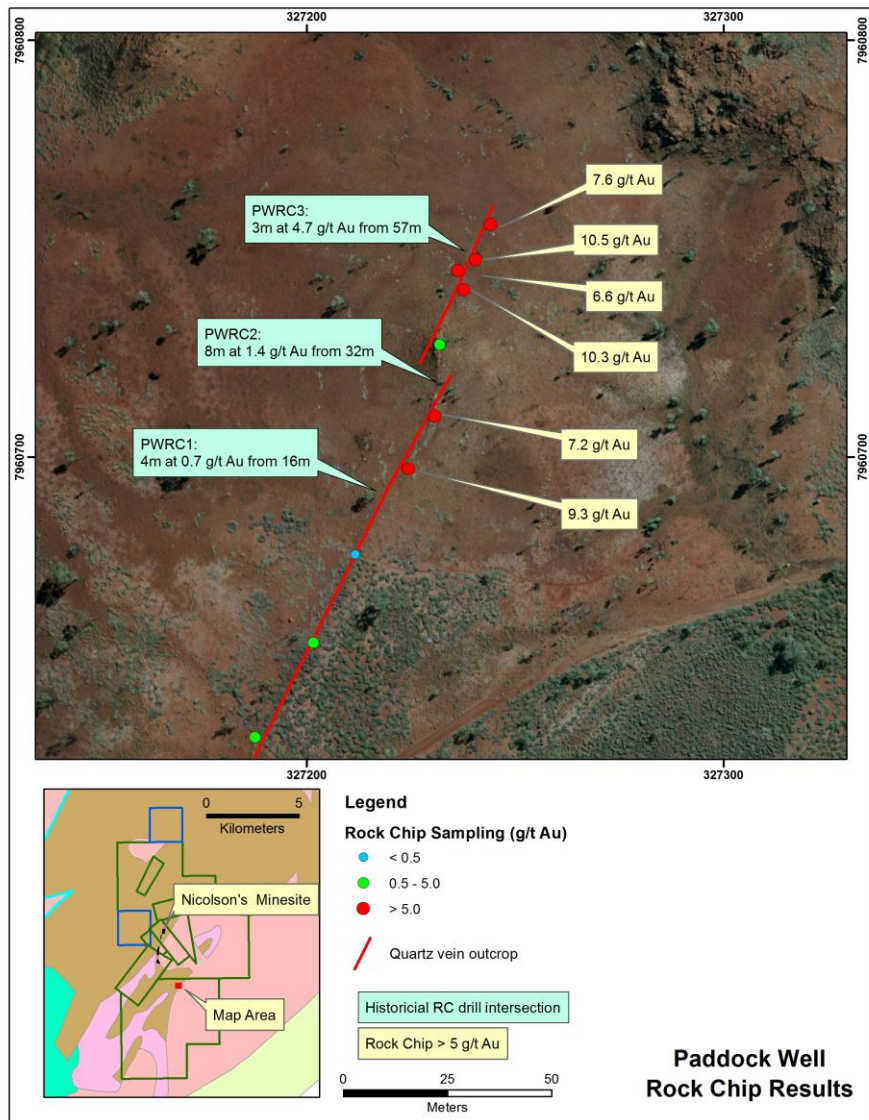 327200
327300
7960800
7960800
7.6 g/t Au
PWRC3:
3m at 4.7 g/t Au from 57m
10.5 g/t Au
6.6 g/t Au
PWRC2:
8m at 1.4 g/t Au from 32m
10.3 g/t Au
7.2 g/t Au
PWRC1:
4m at 0.7 g/t Au from 16m
7960700
7960700
9.3 g/t Au
327200
327300
0
5
Kilometers
Nicolson's Minesite
Map Area
Legend
Rock Chip Sampling (g/t Au)
< 0.5
0.5 - 5.0
> 5.0
Quartz vein outcrop
Historicial RC drill intersection
Rock Chip > 5 g/t Au
0
25
50
Meters
Paddock Well
Rock Chip Results